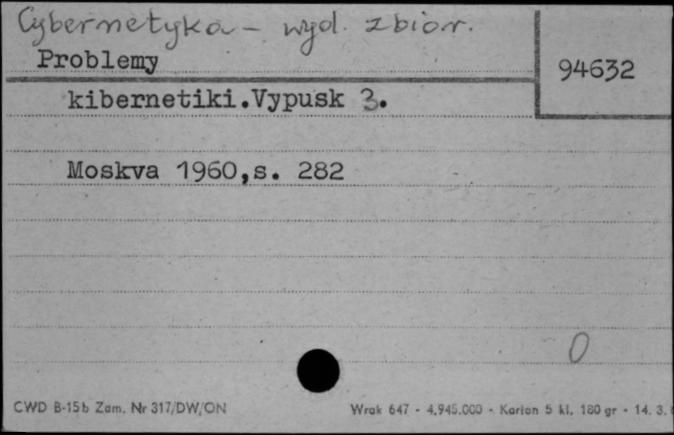 Cybernetyka - wyd. zbior.
Problemy
94632
kibernetiki.Vypusk 3.
Moskva 1960,s. 282
0
CWD B-15b Zam. Nr 317/DW/ON
Wrak 647 - 4.945.000 - Karton 5 kl. 180 gr - 14. 3.